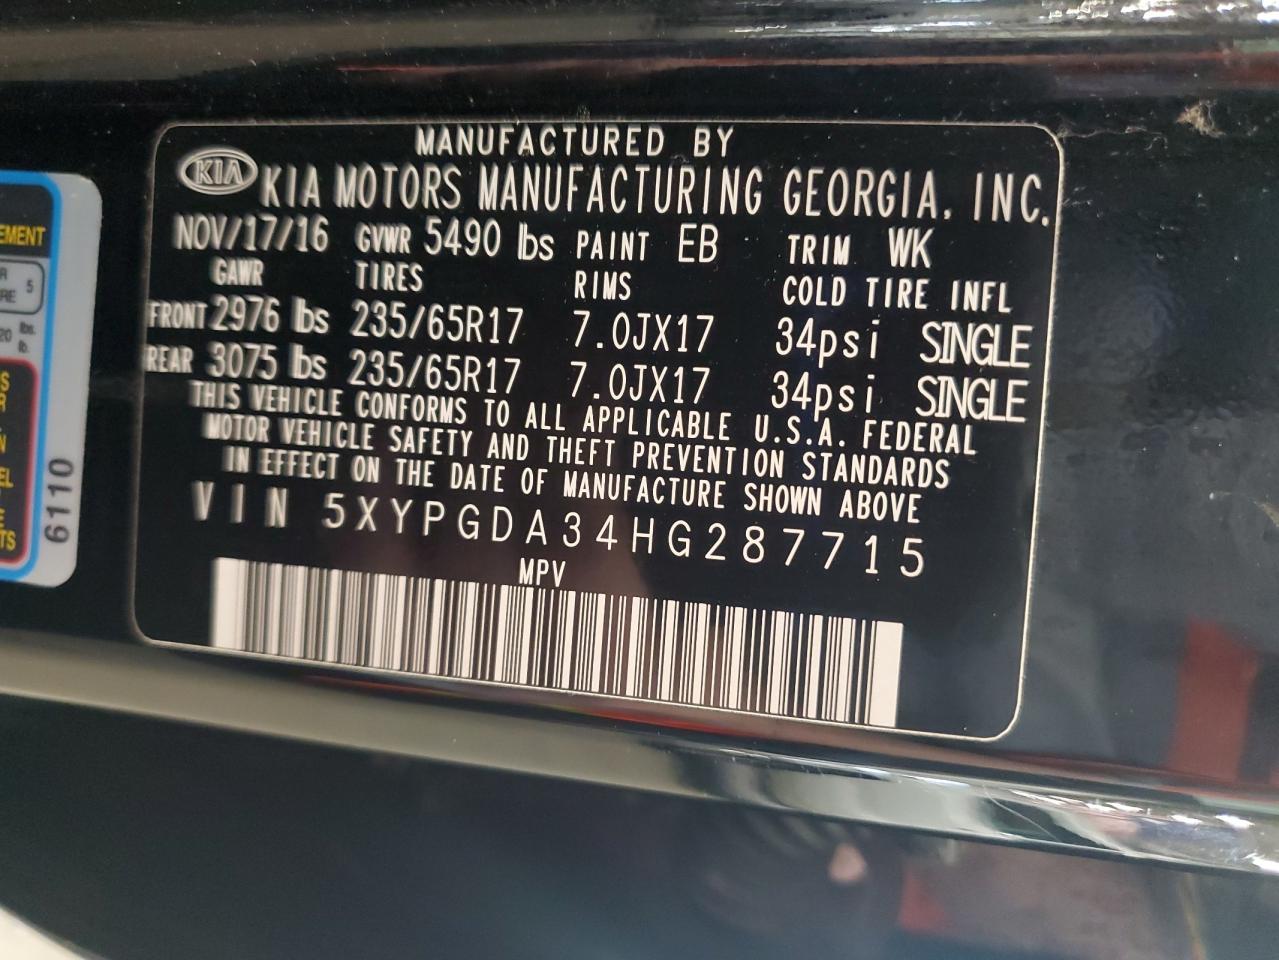 MANUFACTURED BY
KIA KIA MOTORS MANUFACTURING GEORGIA, INC.
NOV/17/16 GVWR 5490 lbs PAINT EB TRIM WK
GAWR TIRES RIMS COLD TIRE INFL
FRONT 2976 lbs 235/65R17 7.0JX17 34psi SINGLE
REAR 3075 lbs 235/65R17 7.0JX17 34psi SINGLE
THIS VEHICLE CONFORMS TO ALL APPLICABLE U.S.A. FEDERAL
MOTOR VEHICLE SAFETY AND THEFT PREVENTION STANDARDS
IN EFFECT ON THE DATE OF MANUFACTURE SHOWN ABOVE
VIN 5XYPGDA34HG287715
MPV
5
lbs.
lb.
6110